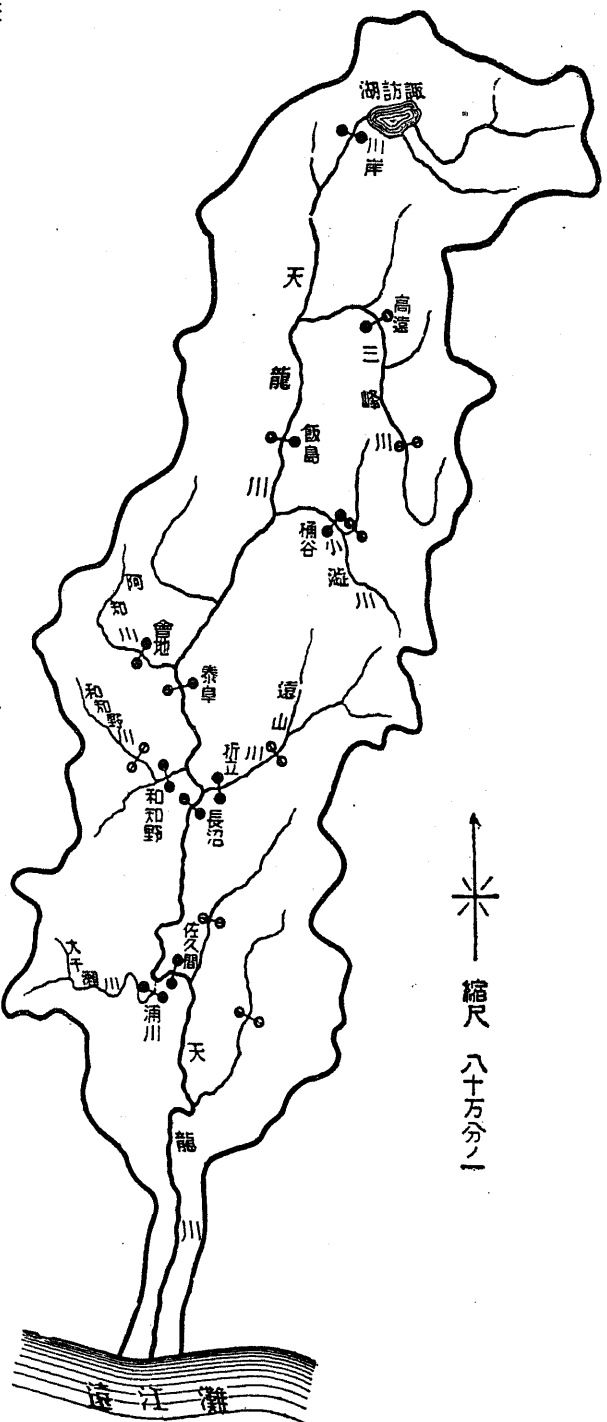 湖訪諏
川岸
天龍川
高遠
三峰川
飯島
桶谷
小澁川
阿知川
會地
泰阜
和知野川
遠山川
折立
和知野
長沼
佐久間
大千瀨川
浦川
天龍川
縮尺 八十万分ノ一
遠江灘